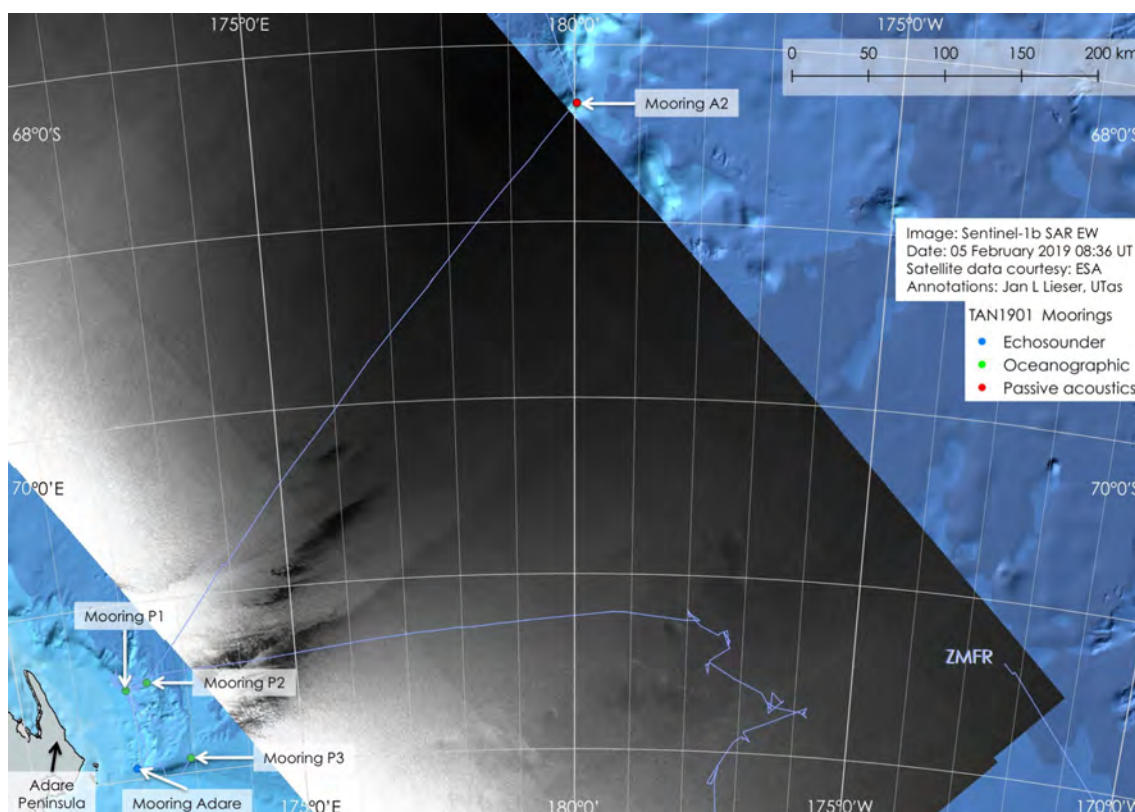 175°0'E
180°0'
175°0'W
0 50 100 150 200 km
Mooring A2
68°0'S
68°0'S
Image: Sentinel-1b SAR EW
Date: 05 February 2019 08:36 UT
Satellite data courtesy: ESA
Annotations: Jan L Lieser, UTas
TAN1901 Moorings
Echosounder
Oceanographic
Passive acoustics
70°0'E
70°0'S
Mooring P1
Mooring P2
ZMFR
Mooring P3
Adare
Peninsula
Mooring Adare
175°0'E
180°0'
175°0'W
170°0'W